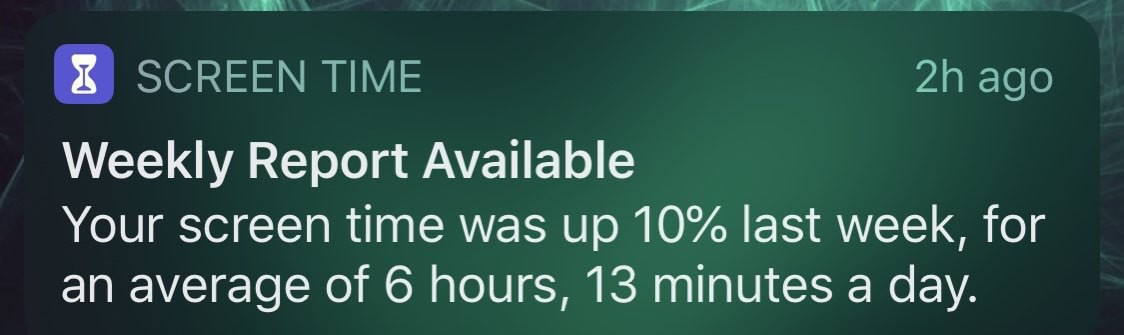 SCREEN TIME 2h ago
Weekly Report Available
Your screen time was up 10% last week, for
an average of 6 hours, 13 minutes a day.